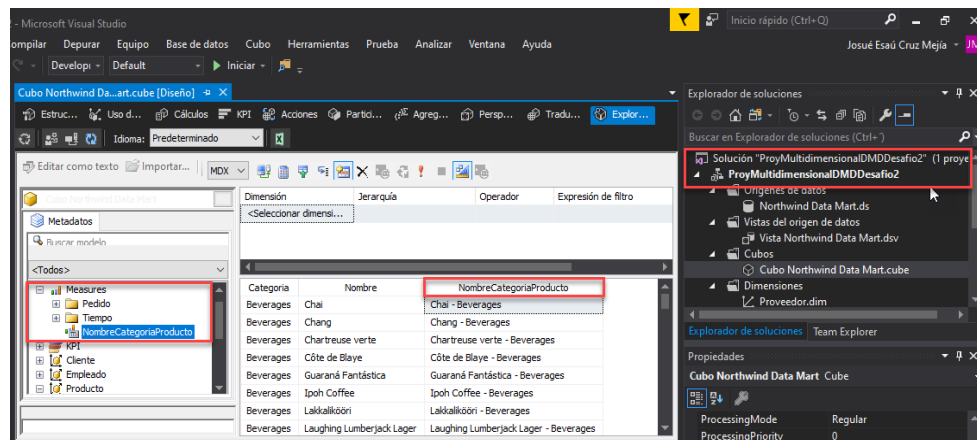 - Microsoft Visual Studio
Inicio rápido (Ctrl+Q)
ompilar Depurar Equipo Base de datos Cubo Herramientas Prueba Analizar Ventana Ayuda
Josué Esaú Cruz Mejía JM
Developi Default Iniciar
Cubo Northwind Da...art.cube [Diseño]
Estruc... Uso d... Cálculos KPI Acciones Partici... Agreg... Persp... Tradu... Explor...
Idioma: Predeterminado
Editar como texto Importar... MDX
Cubo Northwind Data Mart
Metadatos
Buscar modelo
<Todos>
Measures
Pedido
Tiempo
NombreCategoriaProducto
KPI
Cliente
Empleado
Producto
Dimensión Jerarquía Operador Expresión de filtro
<Seleccionar dimensi...
Categoria Nombre NombreCategoriaProducto
Beverages Chai Chai - Beverages
Beverages Chang Chang - Beverages
Beverages Chartreuse verte Chartreuse verte - Beverages
Beverages Côte de Blaye Côte de Blaye - Beverages
Beverages Guaraná Fantástica Guaraná Fantástica - Beverages
Beverages Ipoh Coffee Ipoh Coffee - Beverages
Beverages Lakkalikööri Lakkalikööri - Beverages
Beverages Laughing Lumberjack Lager Laughing Lumberjack Lager - Beverages
Explorador de soluciones
Buscar en Explorador de soluciones (Ctrl+´)
Solución "ProyMultidimensionalDMDDesafio2" (1 proye
ProyMultidimensionalDMDDesafio2
Orígenes de datos
Northwind Data Mart.ds
Vistas del origen de datos
Vista Northwind Data Mart.dsv
Cubos
Cubo Northwind Data Mart.cube
Dimensiones
Proveedor.dim
Explorador de soluciones Team Explorer
Propiedades
Cubo Northwind Data Mart Cube
ProcessingMode Regular
ProcessingPriority 0